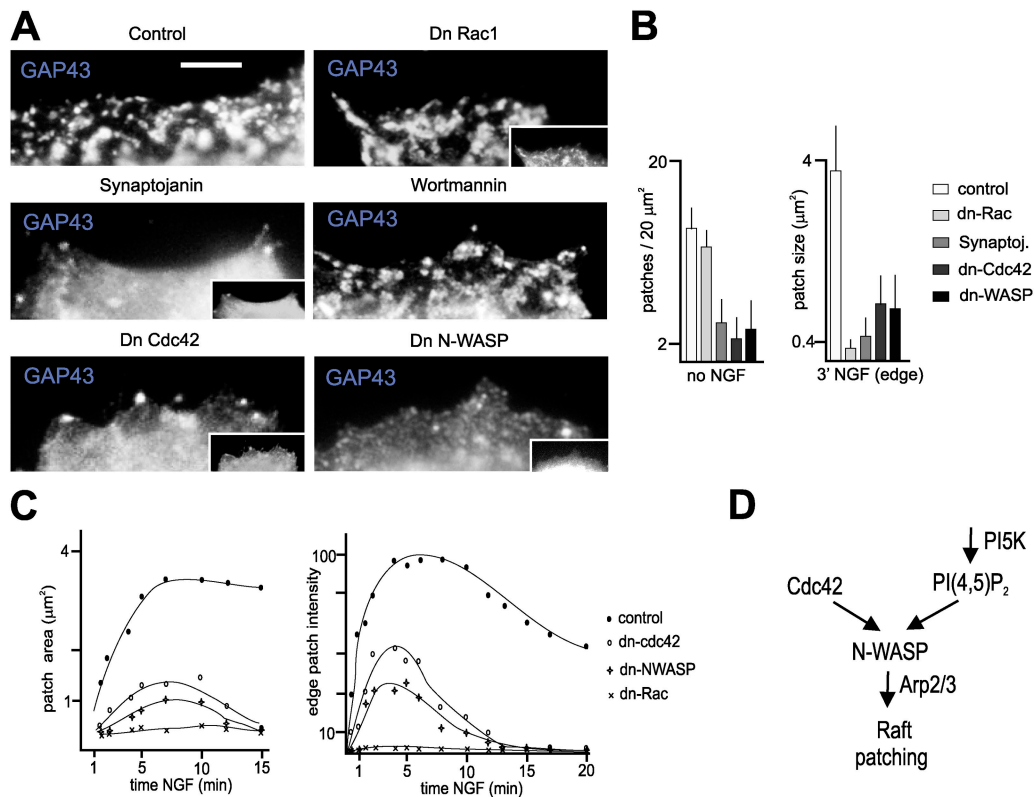 A
Control
Dn Rac1
GAP43
GAP43
Synaptojanin
Wortmannin
GAP43
GAP43
Dn Cdc42
Dn N-WASP
GAP43
GAP43
B
20
2
patches / 20 μm²
no NGF
4
0.4
patch size (μm²)
3' NGF (edge)
control
dn-Rac
Synaptoj.
dn-Cdc42
dn-WASP
C
4
1
patch area (μm²)
1 5 10 15
time NGF (min)
100
10
edge patch intensity
1 5 10 15 20
time NGF (min)
control
dn-cdc42
dn-NWASP
dn-Rac
D
PI5K
Cdc42
PI(4,5)P₂
N-WASP
Arp2/3
Raft
patching